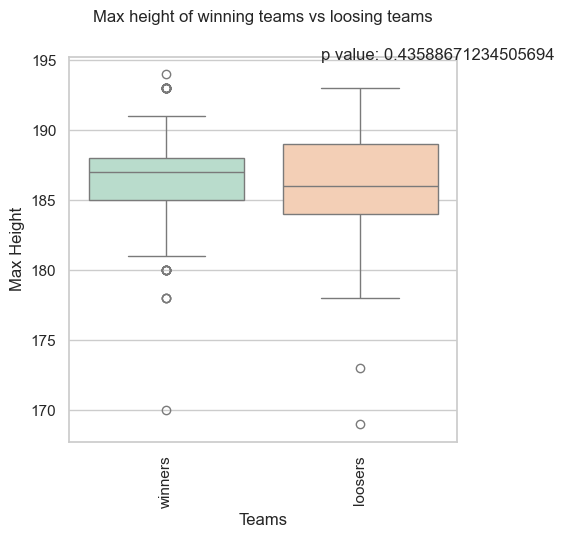 Max height of winning teams vs loosing teams
p value: 0.43588671234505694
195
190
185
180
175
170
Max Height
winners
loosers
Teams